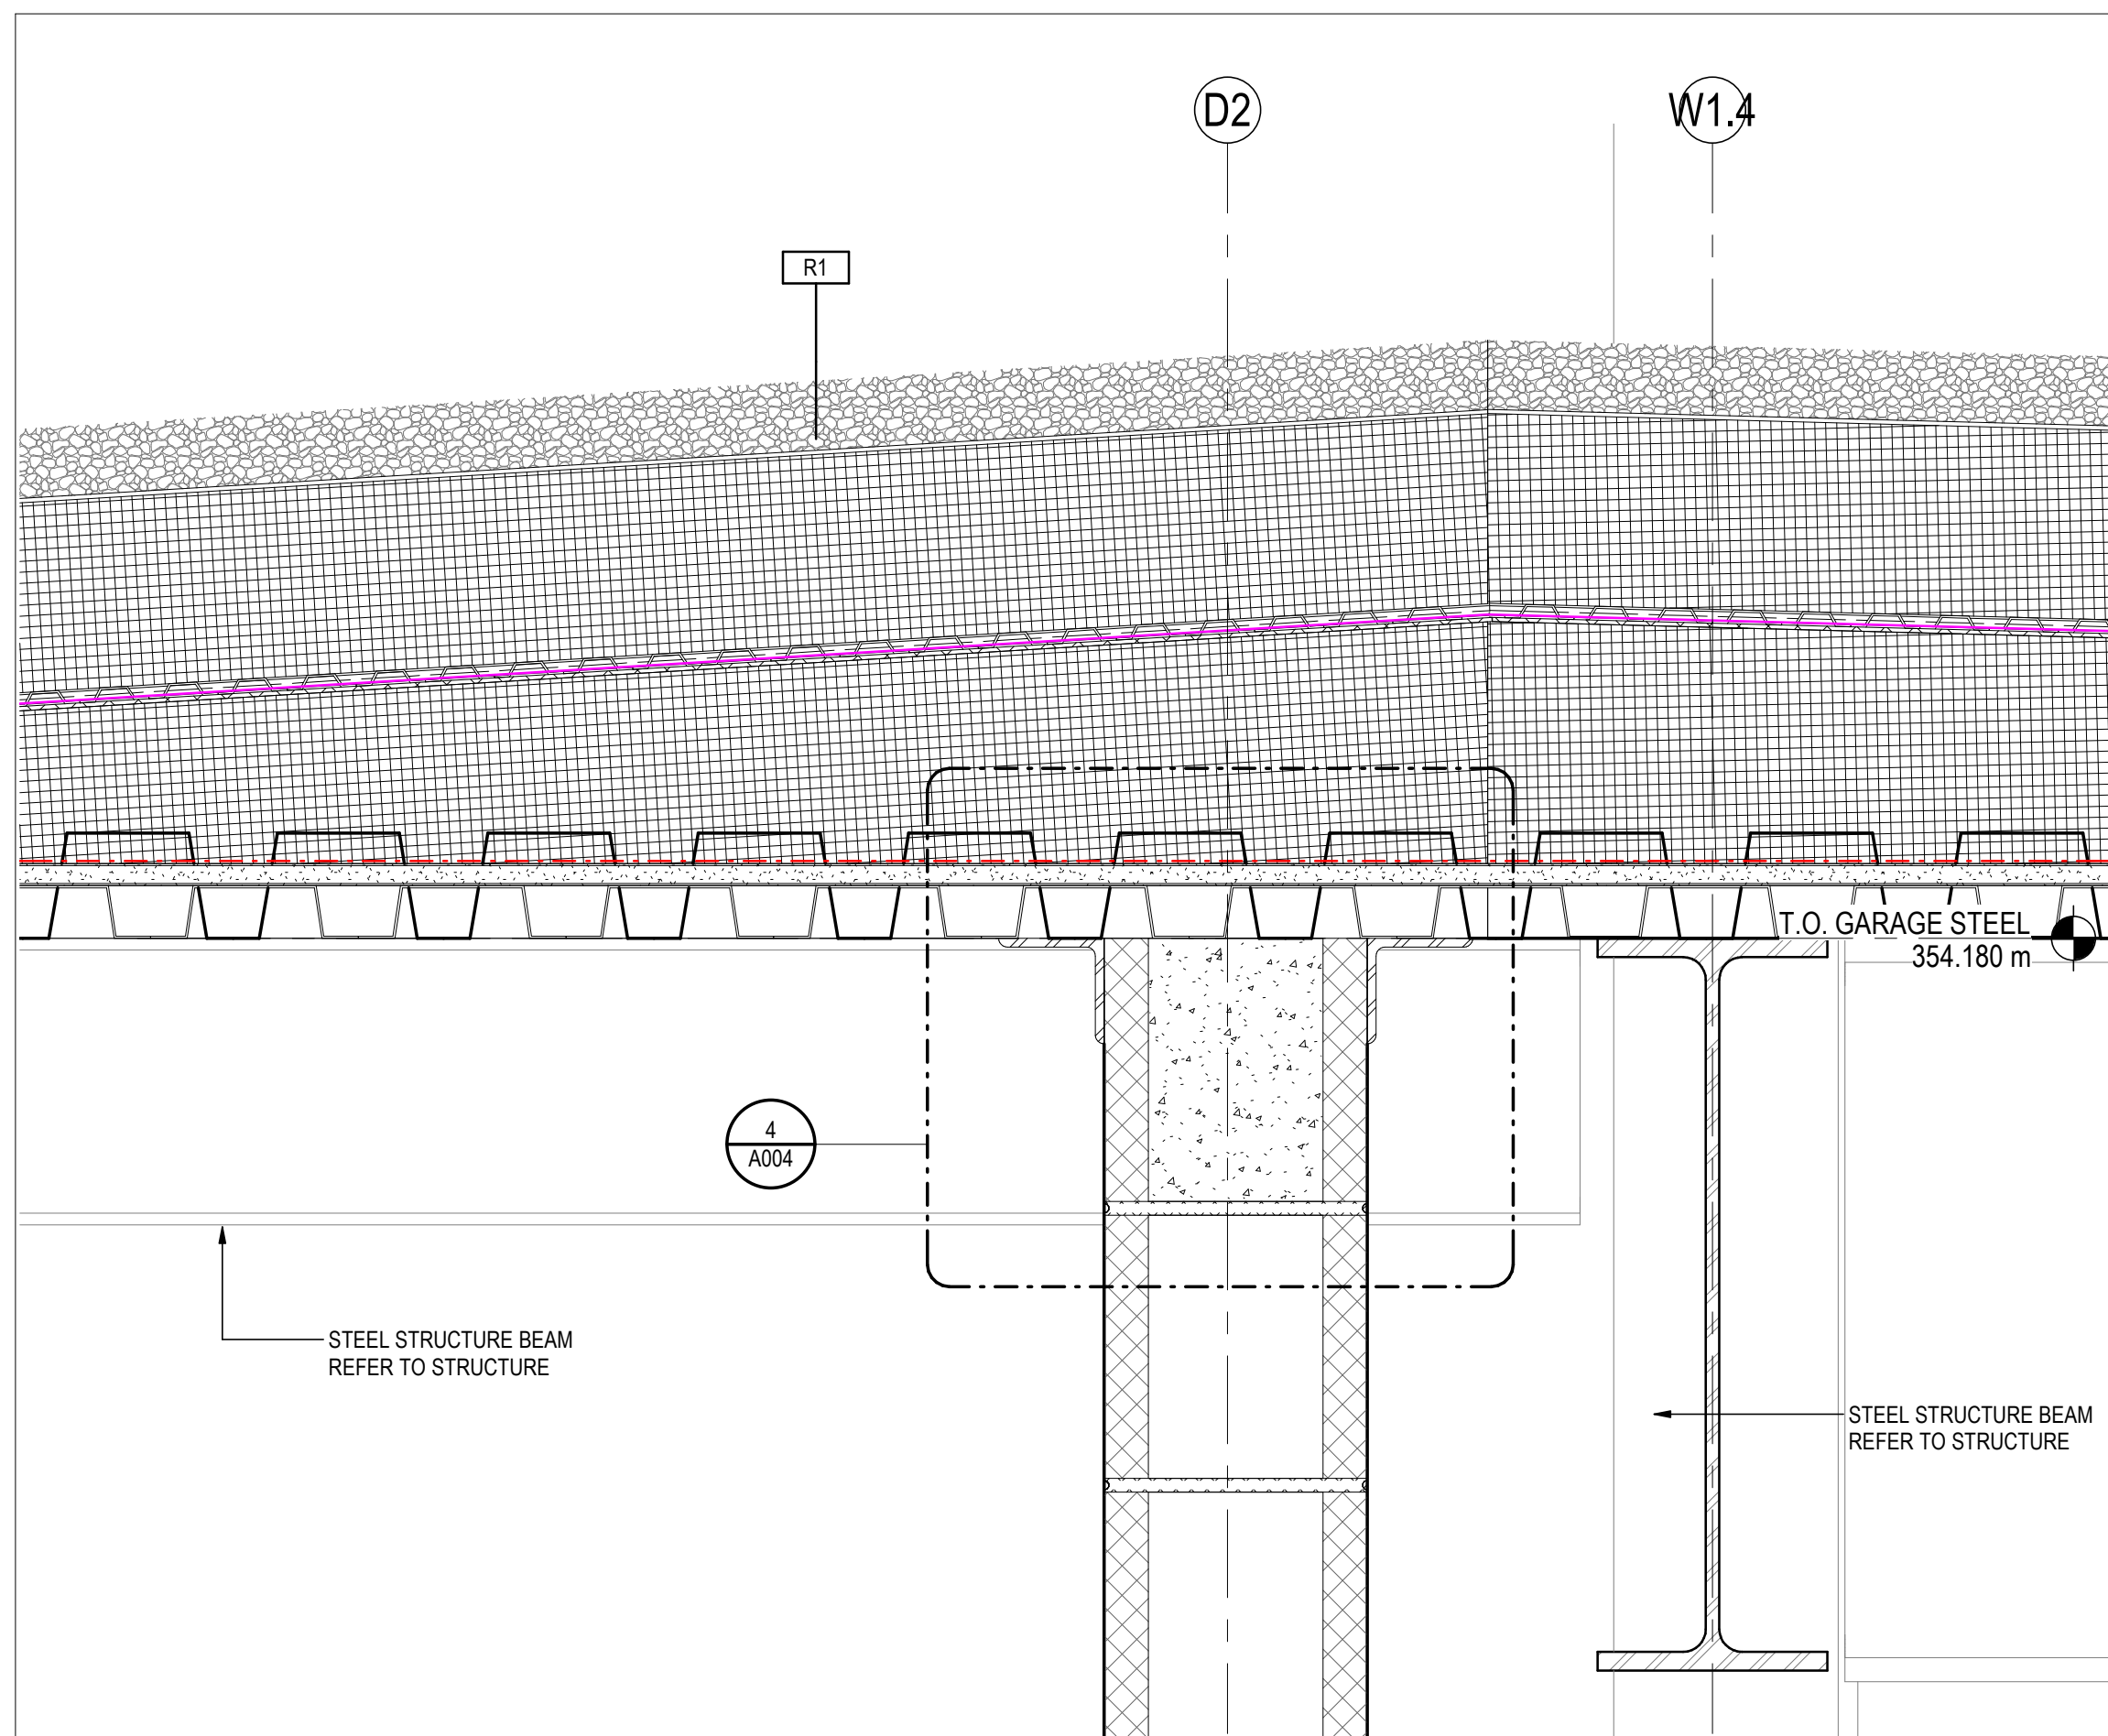 D2
W1.4
R1
T.O. GARAGE STEEL
354.180 m
4
A004
STEEL STRUCTURE BEAM
REFER TO STRUCTURE
STEEL STRUCTURE BEAM
REFER TO STRUCTURE